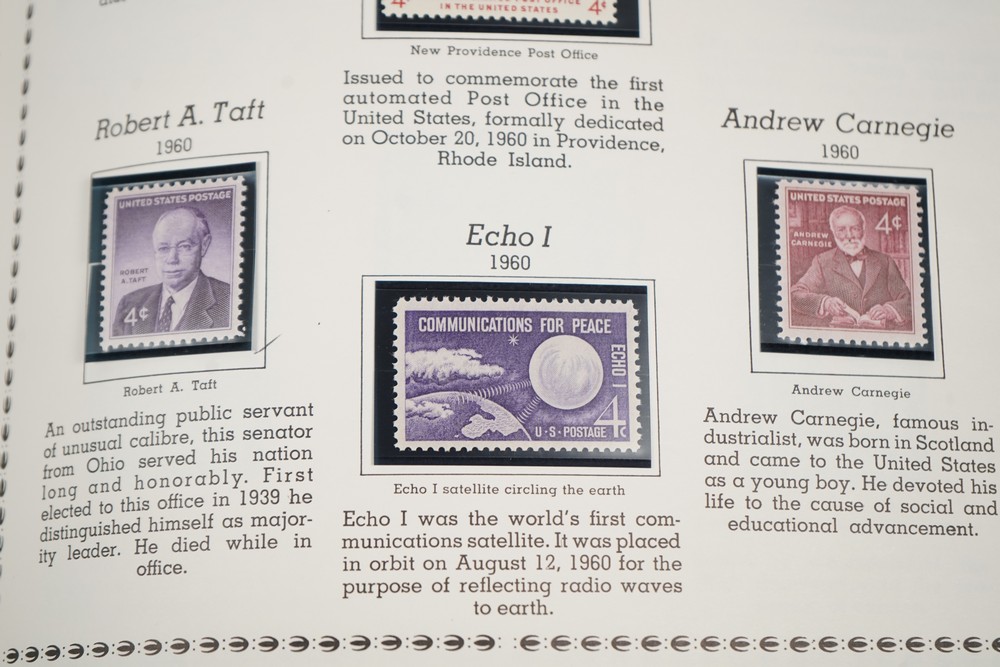 IN THE UNITED STATES
4¢ 4¢
New Providence Post Office
Issued to commemorate the first
automated Post Office in the
United States, formally dedicated
on October 20, 1960 in Providence,
Rhode Island.
Robert A. Taft
1960
UNITED STATES POSTAGE
ROBERT
A. TAFT
4¢
Robert A. Taft
An outstanding public servant
of unusual calibre, this senator
from Ohio served his nation
long and honorably. First
elected to this office in 1939 he
distinguished himself as major-
ity leader. He died while in
office.
Echo I
1960
COMMUNICATIONS FOR PEACE
ECHO I
4¢
U·S·POSTAGE
Echo I satellite circling the earth
Echo I was the world's first com-
munications satellite. It was placed
in orbit on August 12, 1960 for the
purpose of reflecting radio waves
to earth.
Andrew Carnegie
1960
UNITED STATES POSTAGE
4¢
ANDREW
CARNEGIE
Andrew Carnegie
Andrew Carnegie, famous in-
dustrialist, was born in Scotland
and came to the United States
as a young boy. He devoted his
life to the cause of social and
educational advancement.